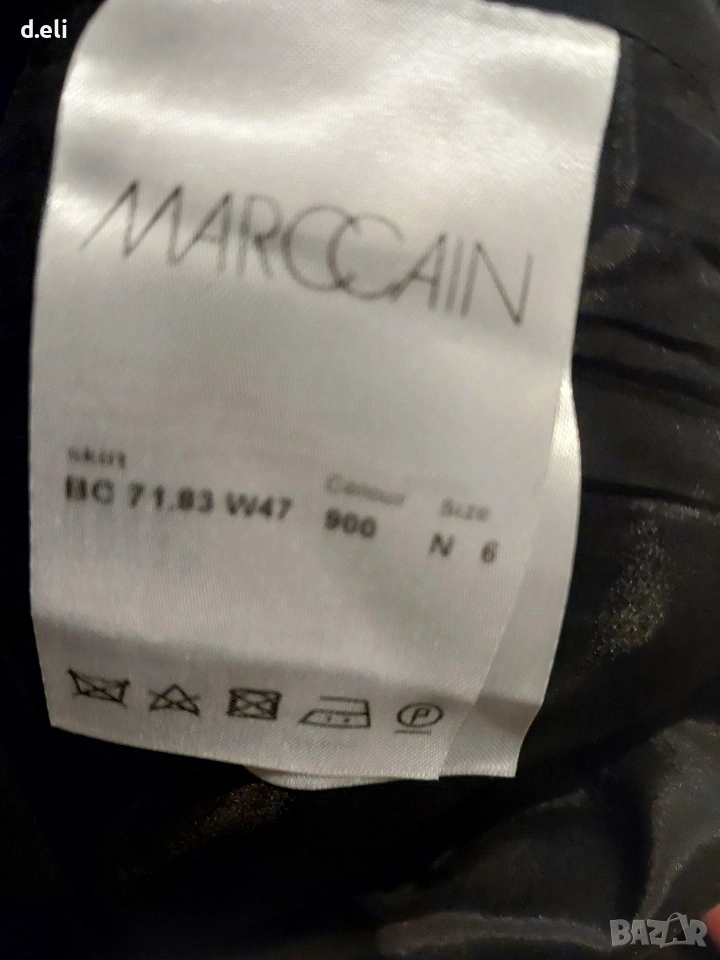 d.eli
MARCCAIN
skirt
Colour Size
BC 71.83 W47 900 N 6
P
BAZAR